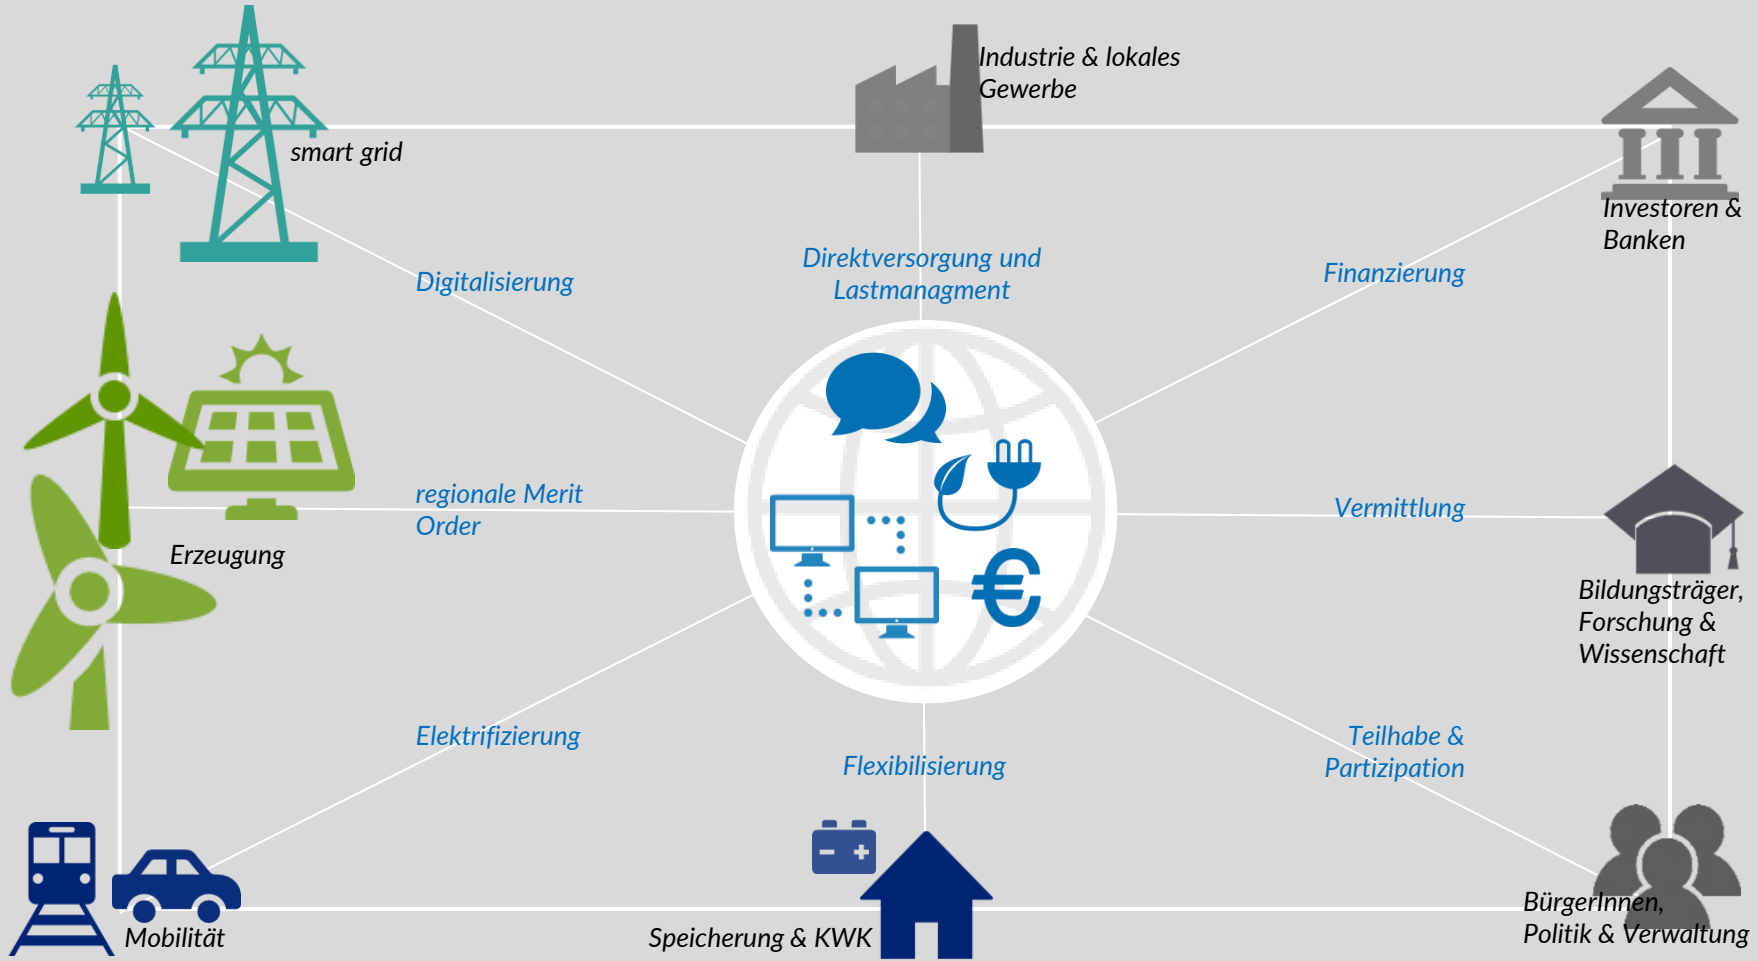 Industrie & lokales
Gewerbe
smart grid
Investoren &
Banken
Digitalisierung
Direktversorgung und
Lastmanagment
Finanzierung
regionale Merit
Order
Vermittlung
Erzeugung
Bildungsträger,
Forschung &
Wissenschaft
Elektrifizierung
Flexibilisierung
Teilhabe &
Partizipation
Mobilität
Speicherung & KWK
BürgerInnen,
Politik & Verwaltung